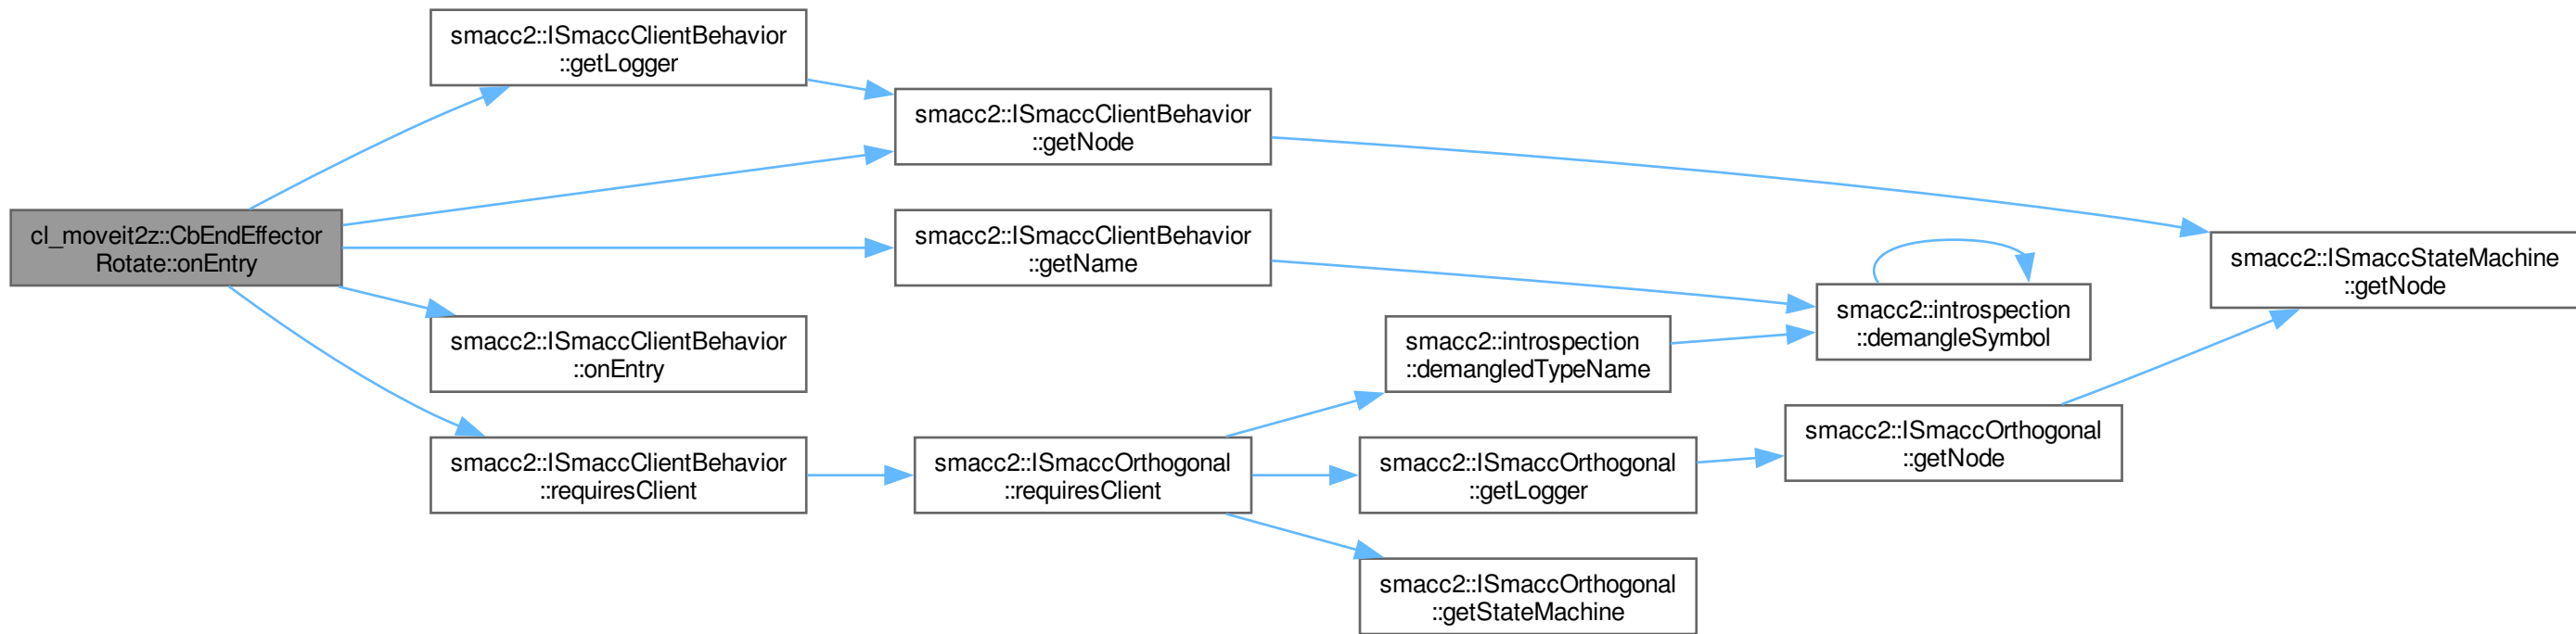 smacc2::ISmaccClientBehavior
::getLogger
smacc2::ISmaccClientBehavior
::getNode
cl_moveit2z::CbEndEffector
Rotate::onEntry
smacc2::ISmaccClientBehavior
::getName
smacc2::ISmaccStateMachine
::getNode
smacc2::introspection
::demangleSymbol
smacc2::ISmaccClientBehavior
::onEntry
smacc2::introspection
::demangledTypeName
smacc2::ISmaccOrthogonal
::getNode
smacc2::ISmaccClientBehavior
::requiresClient
smacc2::ISmaccOrthogonal
::requiresClient
smacc2::ISmaccOrthogonal
::getLogger
smacc2::ISmaccOrthogonal
::getStateMachine